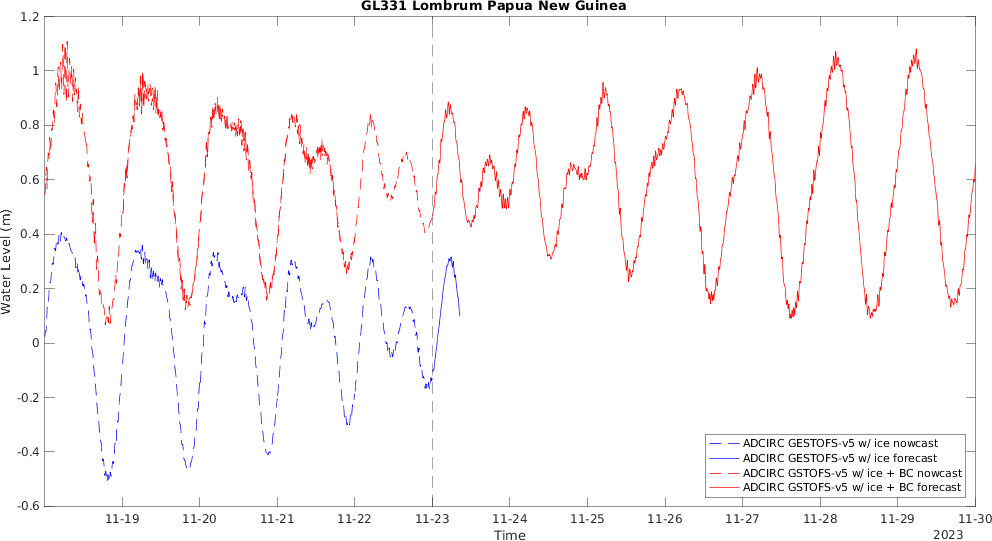 GL331 Lombrum Papua New Guinea
1.2
1
0.8
0.6
0.4
0.2
0
-0.2
-0.4
-0.6
Water Level (m)
11-19 11-20 11-21 11-22 11-23 11-24 11-25 11-26 11-27 11-28 11-29 11-30
Time
2023
ADCIRC GESTOFS-v5 w/ ice nowcast
ADCIRC GESTOFS-v5 w/ ice forecast
ADCIRC GSTOFS-v5 w/ ice + BC nowcast
ADCIRC GSTOFS-v5 w/ ice + BC forecast